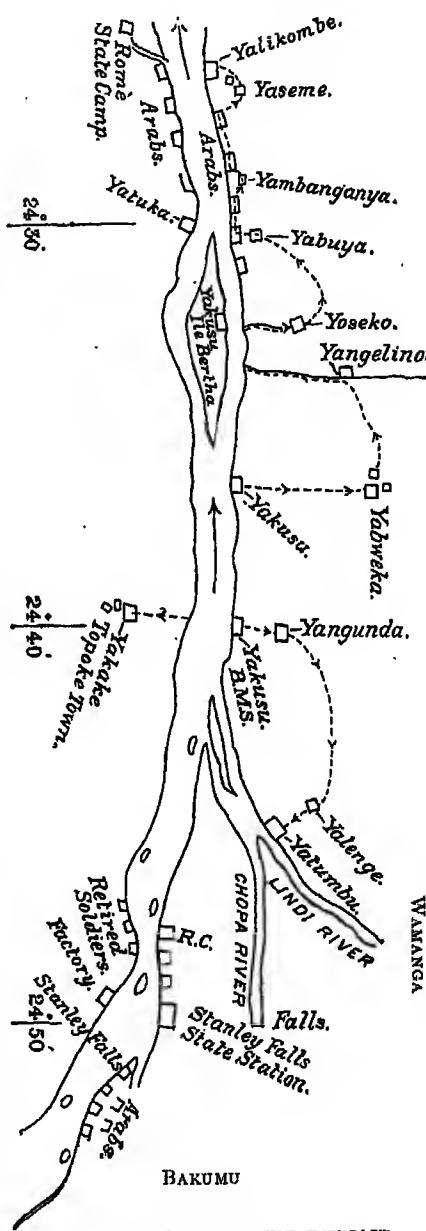 Yalikombe.
Yaseme.
Rome
State Camp.
Arabs.
Arabs.
Yambanganya.
Yatuka.
Yabuya.
24° 30'
Yakusu
Ile Bertha
Yoseko.
Yangelino.
Yakusu.
Yabweka.
24° 40'
Yakake
Topoke Town.
Yakusu.
B.M.S.
Yangunda.
Yalenge.
Yatumbu.
LINDI RIVER
CHOPA RIVER
WAMANGA
Retired
Soldiers.
Factory.
R.C.
Falls.
Stanley Falls
State Station.
24° 50'
Stanley Falls
Arabs.
BAKUMU